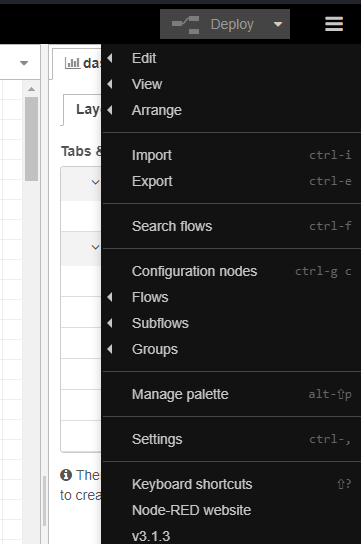 Deploy
das
Edit
View
Lay
Arrange
Tabs &
Import ctrl-i
Export ctrl-e
Search flows ctrl-f
Configuration nodes ctrl-g c
Flows
Subflows
Groups
Manage palette alt-⇧p
Settings ctrl-,
The
to crea
Keyboard shortcuts ⇧?
Node-RED website
v3.1.3